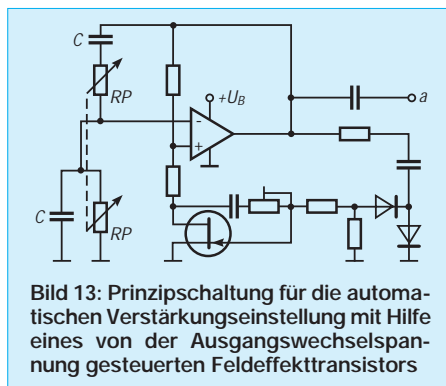 C
RP
+U_B
a
-
+
C
RP
Bild 13: Prinzipschaltung für die automa-
tischen Verstärkungseinstellung mit Hilfe
eines von der Ausgangswechselspan-
nung gesteuerten Feldeffekttransistors